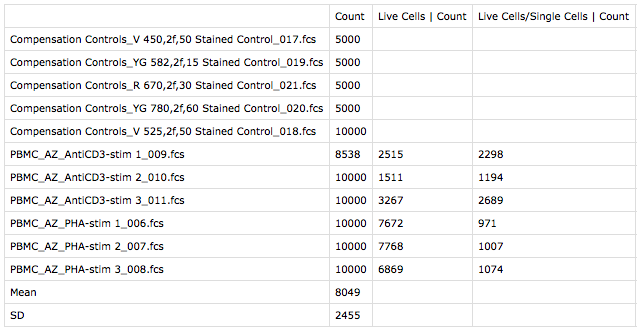 Count Live Cells | Count Live Cells/Single Cells | Count
Compensation Controls_V 450,2f,50 Stained Control_017.fcs 5000
Compensation Controls_YG 582,2f,15 Stained Control_019.fcs 5000
Compensation Controls_R 670,2f,30 Stained Control_021.fcs 5000
Compensation Controls_YG 780,2f,60 Stained Control_020.fcs 5000
Compensation Controls_V 525,2f,50 Stained Control_018.fcs 10000
PBMC_AZ_AntiCD3-stim 1_009.fcs 8538 2515 2298
PBMC_AZ_AntiCD3-stim 2_010.fcs 10000 1511 1194
PBMC_AZ_AntiCD3-stim 3_011.fcs 10000 3267 2689
PBMC_AZ_PHA-stim 1_006.fcs 10000 7672 971
PBMC_AZ_PHA-stim 2_007.fcs 10000 7768 1007
PBMC_AZ_PHA-stim 3_008.fcs 10000 6869 1074
Mean 8049
SD 2455